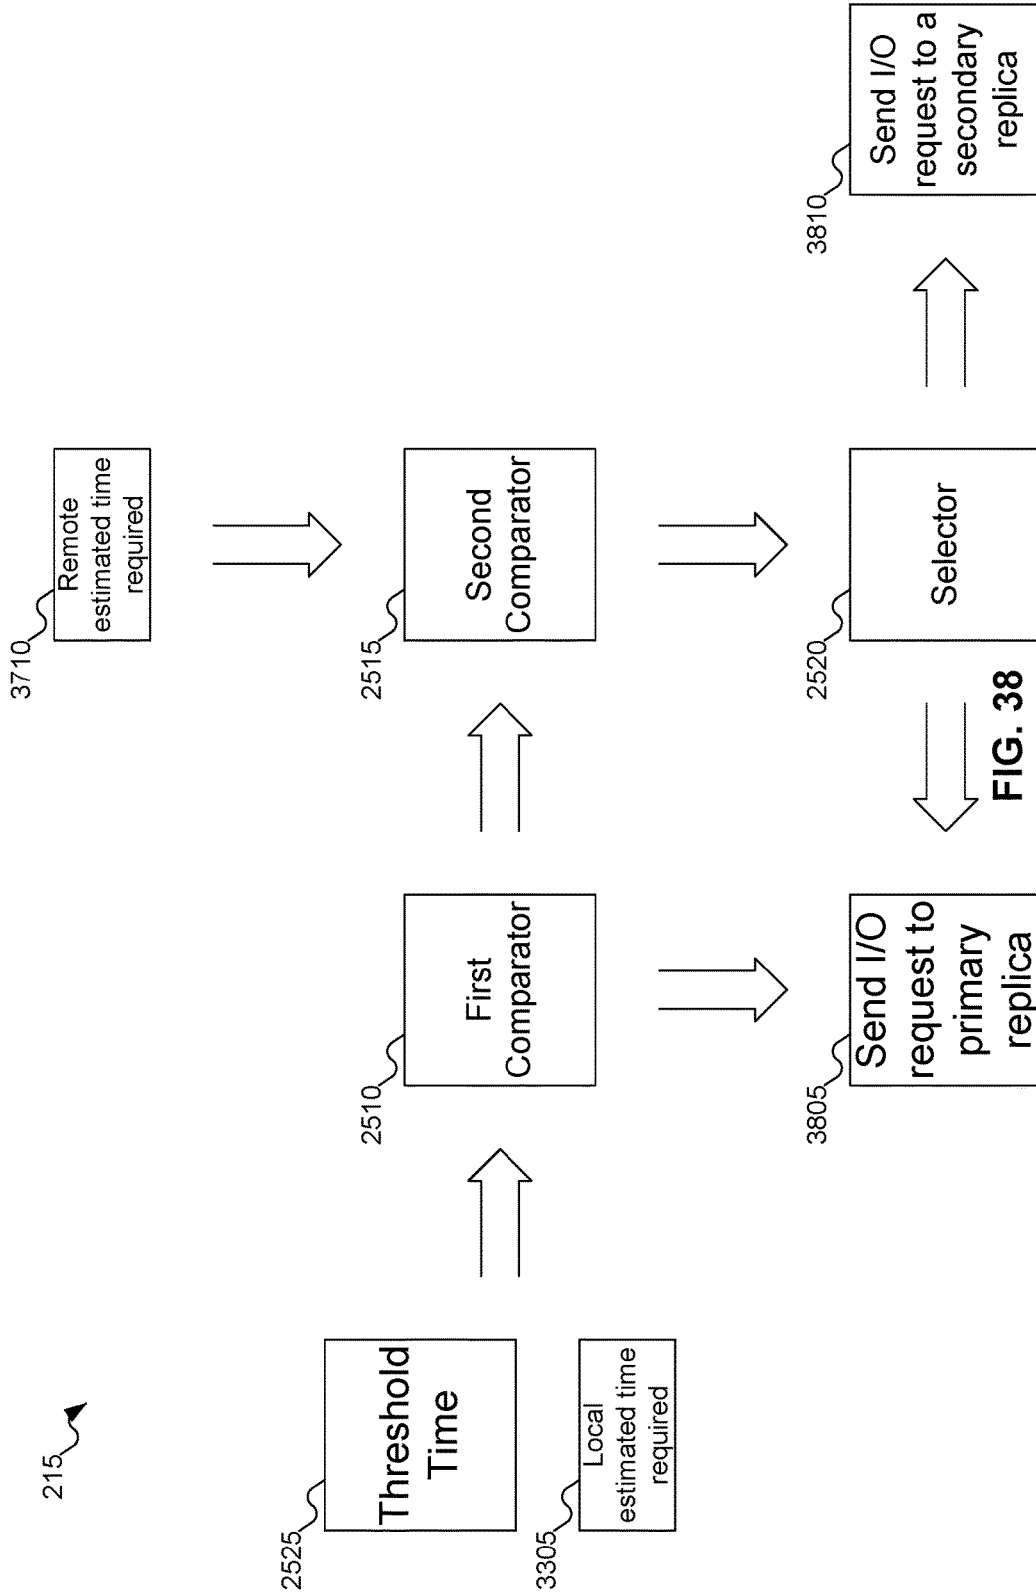 215
2525
Threshold
Time
3305
Local
estimated time
required
2510
First
Comparator
3710
Remote
estimated time
required
2515
Second
Comparator
3805
Send I/O
request to
primary
replica
2520
Selector
3810
Send I/O
request to a
secondary
replica
FIG. 38